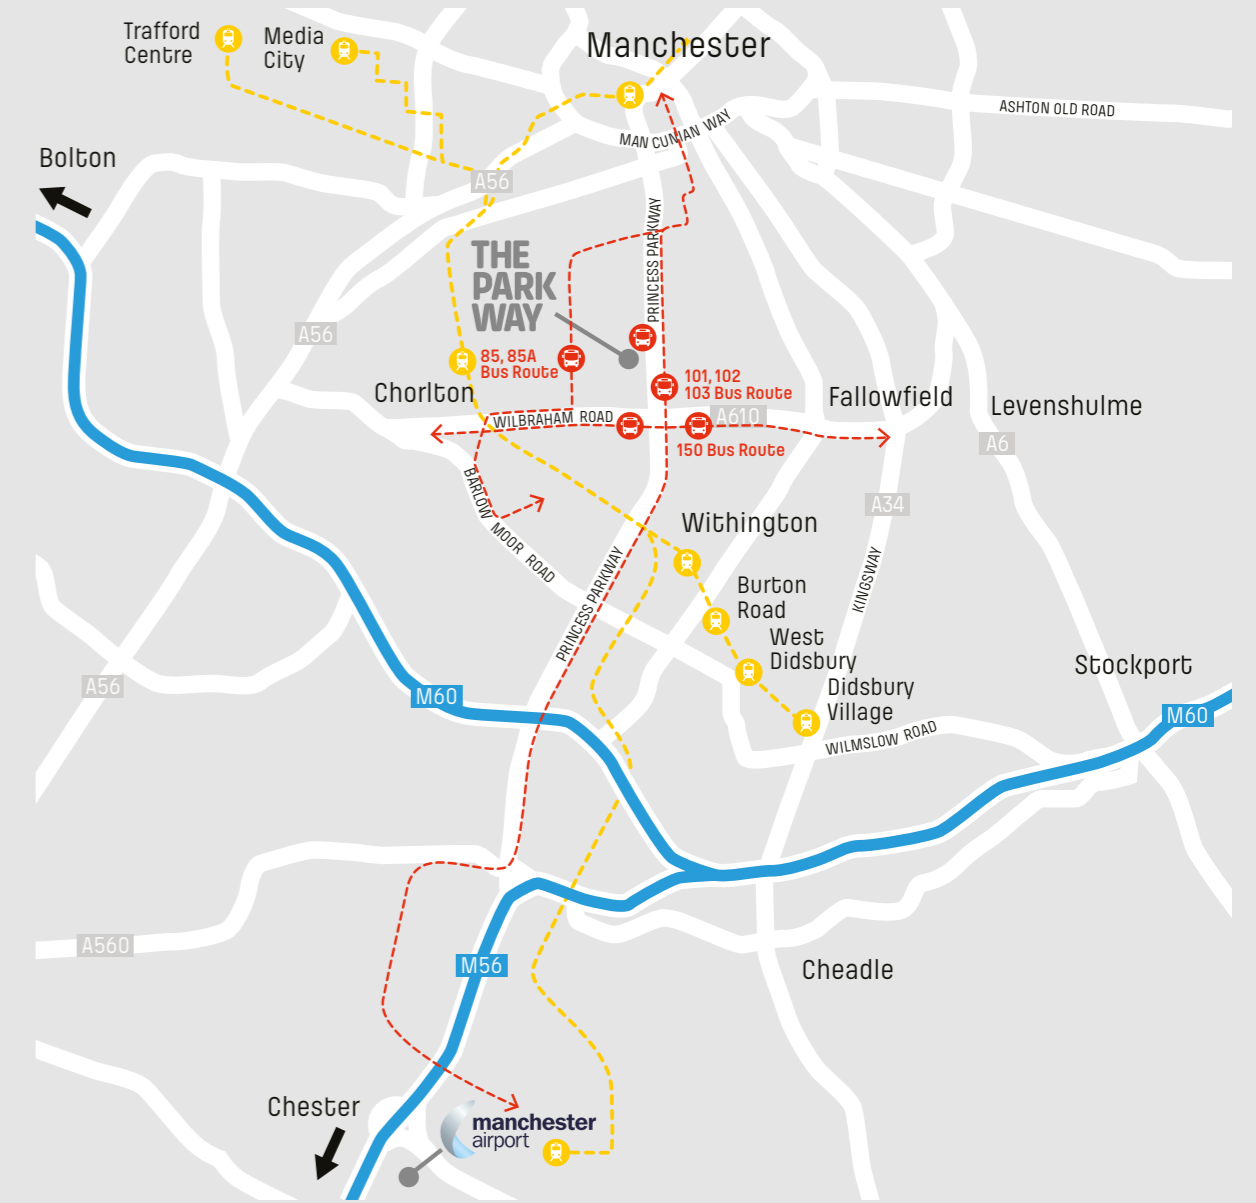 Trafford
Centre
Media
City
Manchester
ASHTON OLD ROAD
MANCUNIAN WAY
Bolton
A56
PRINCESS PARKWAY
THE
PARK
WAY
A56
85, 85A
Bus Route
101, 102
103 Bus Route
Chorlton
Fallowfield
Levenshulme
WILBRAHAM ROAD
A610
A6
150 Bus Route
BARLOW MOOR ROAD
A34
Withington
PRINCESS PARKWAY
KINGSWAY
Burton
Road
West
Didsbury
Stockport
A56
M60
Didsbury
Village
M60
WILMSLOW ROAD
A560
M56
Cheadle
Chester
manchester
airport